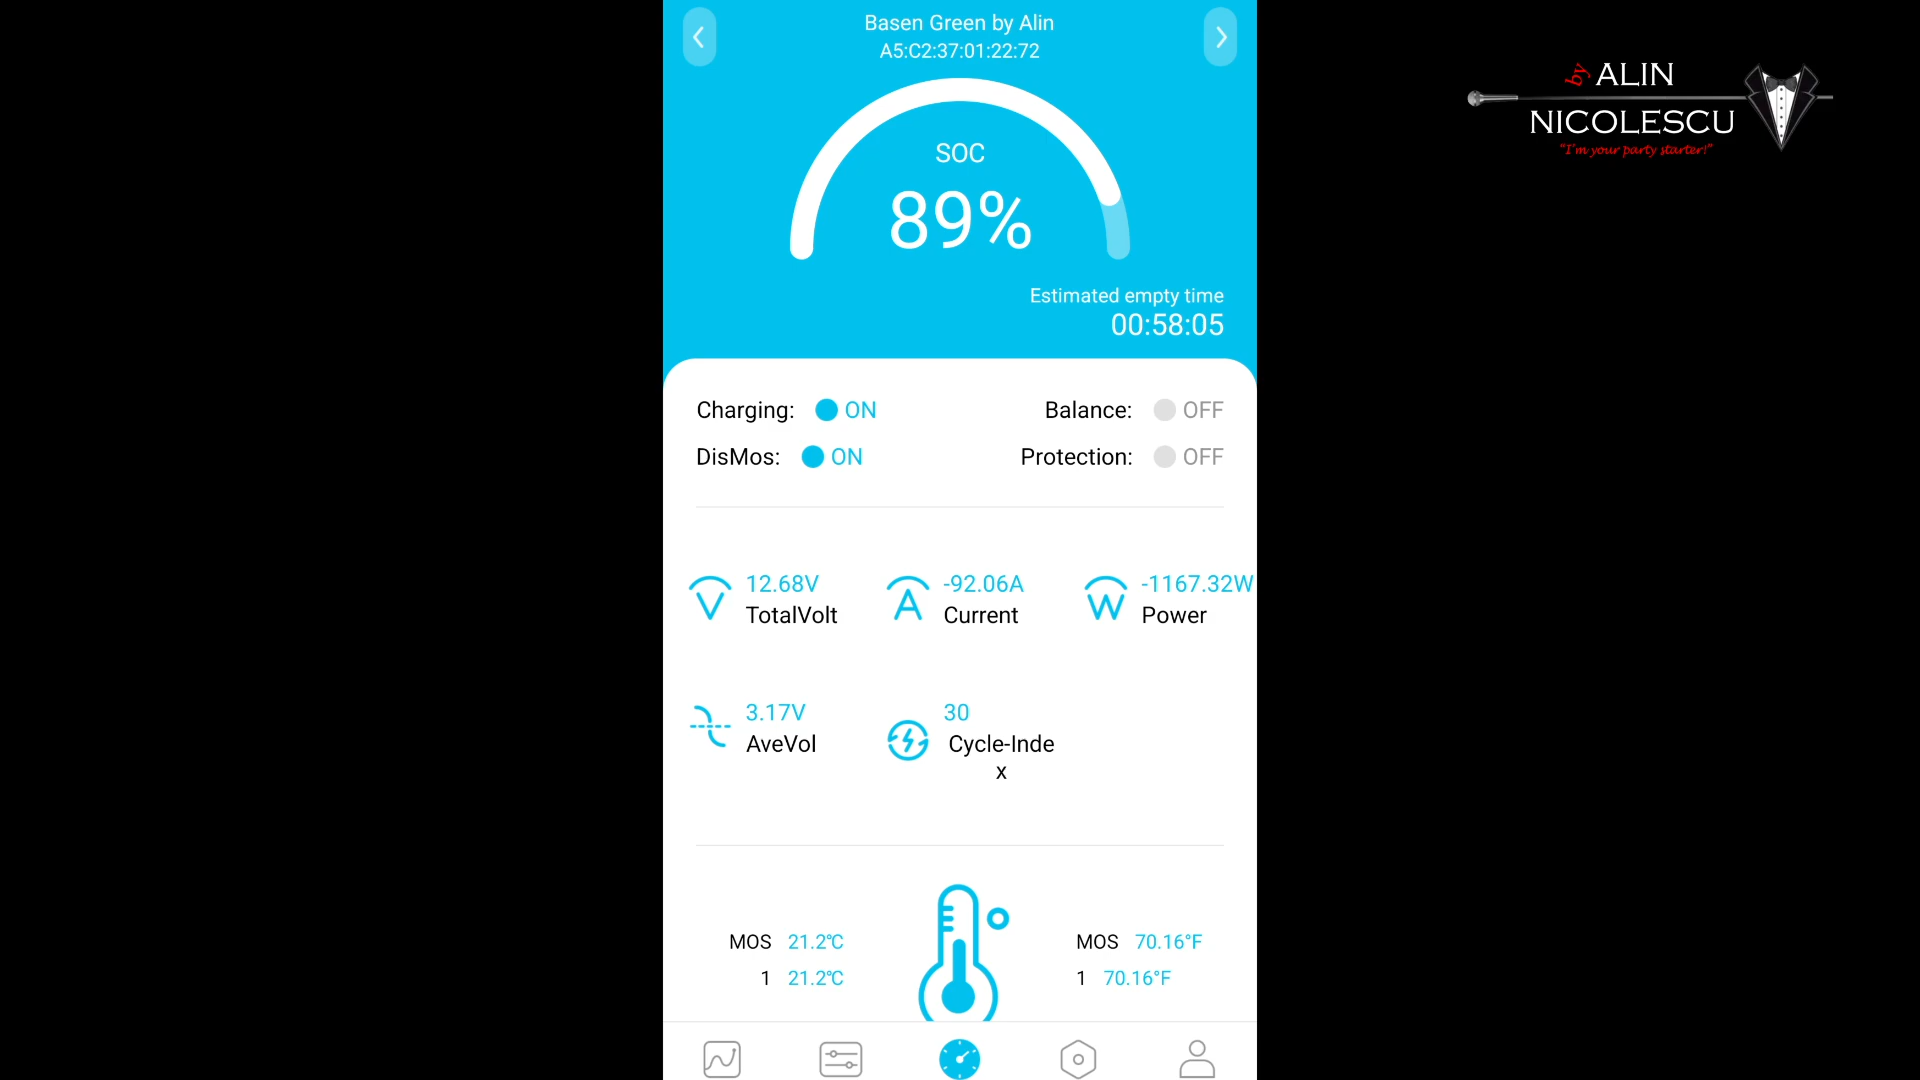 Basen Green by Alin
A5:C2:37:01:22:72
by ALIN
NICOLESCU
"I'm your party starter!"
SOC
89%
Estimated empty time
00:58:05
Charging: ON
Balance: OFF
DisMos: ON
Protection: OFF
12.68V
TotalVolt
-92.06A
Current
-1167.32W
Power
3.17V
AveVol
30
Cycle-Inde
x
MOS 21.2℃
MOS 70.16°F
1 21.2℃
1 70.16°F